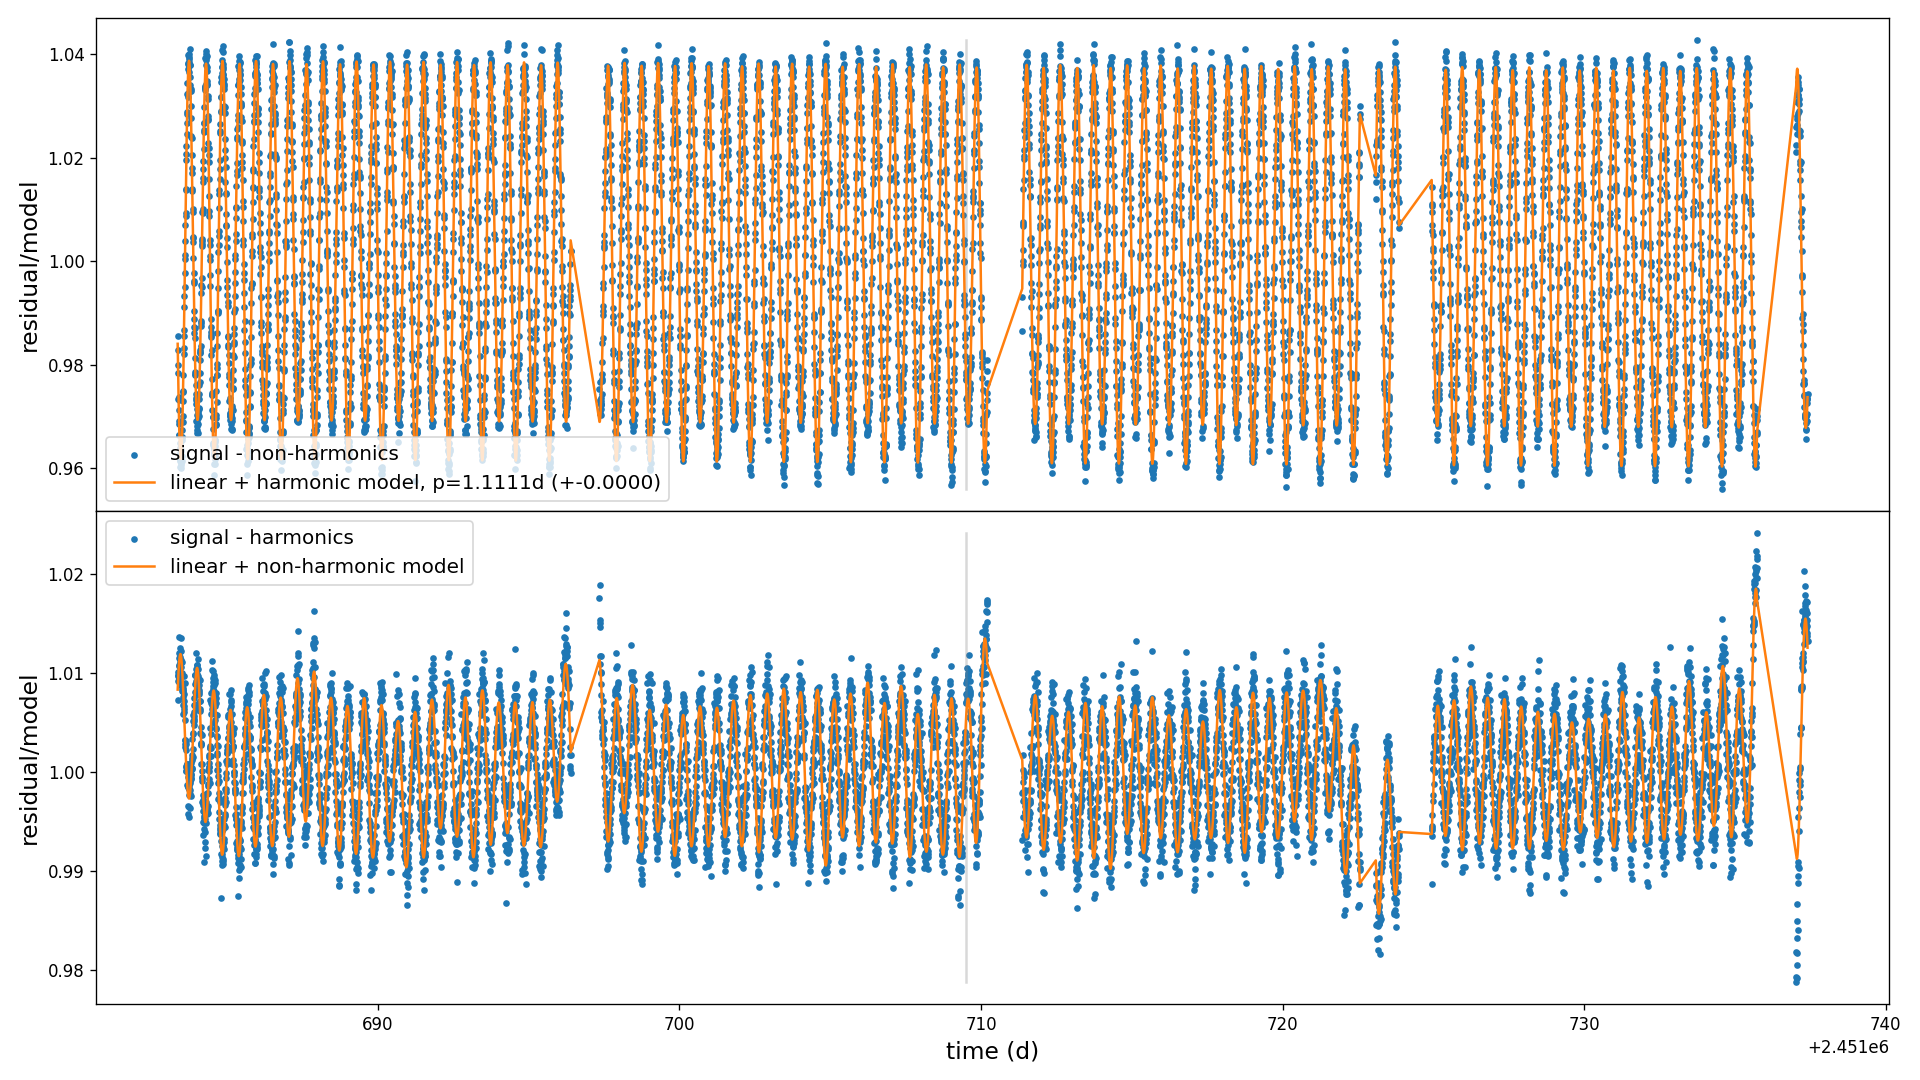 residual/model
1.04
1.02
1.00
0.98
0.96
signal - non-harmonics
linear + harmonic model, p=1.1111d (+-0.0000)
residual/model
1.02
1.01
1.00
0.99
0.98
signal - harmonics
linear + non-harmonic model
690 700 710 720 730 740
time (d)
+2.451e6